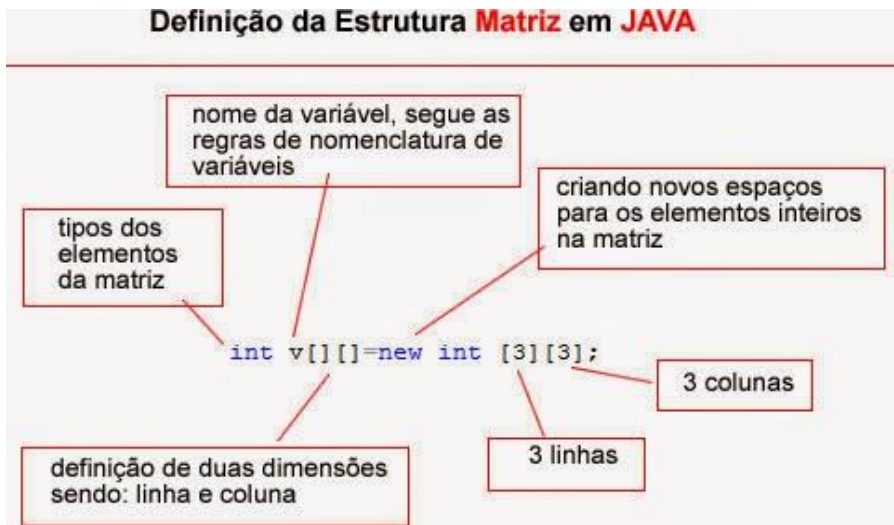 Definição da Estrutura Matriz em JAVA
nome da variável, segue as
regras de nomenclatura de
variáveis
criando novos espaços
para os elementos inteiros
na matriz
tipos dos
elementos
da matriz
int v[][]=new int [3][3];
3 colunas
3 linhas
definição de duas dimensões
sendo: linha e coluna